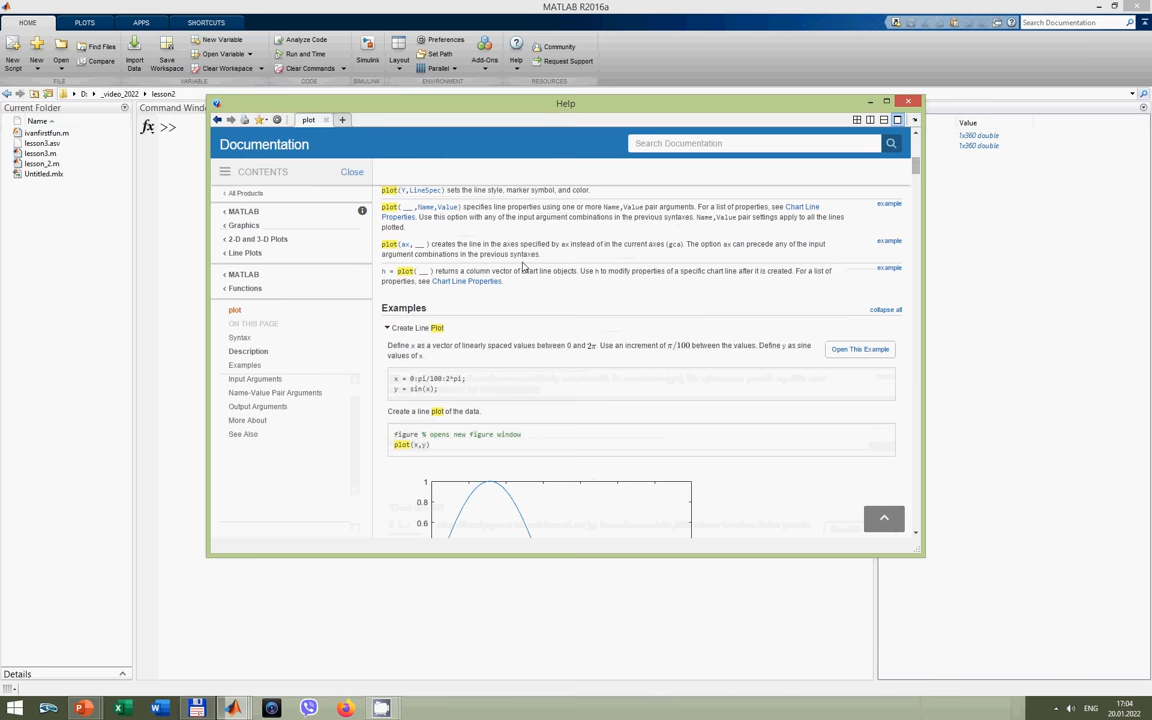 MATLAB R2016a
HOME PLOTS APPS SHORTCUTS Search Documentation
New Script New Open Find Files Compare Import Data Save Workspace New Variable Open Variable Clear Workspace Analyze Code Run and Time Clear Commands Simulink Layout Preferences Set Path Parallel Add-Ons Help Community Request Support
FILE VARIABLE CODE SIMULINK ENVIRONMENT RESOURCES
D: _video_2022 lesson2
Current Folder
Name
ivanfirstfun.m
lesson3.asv
lesson3.m
lesson_2.m
Untitled.mlx
Details
Command Windo
fx >>
Value
1x360 double
1x360 double
Help
plot
Documentation
Search Documentation
CONTENTS Close
All Products
MATLAB
Graphics
2-D and 3-D Plots
Line Plots
MATLAB
Functions
plot
ON THIS PAGE
Syntax
Description
Examples
Input Arguments
Name-Value Pair Arguments
Output Arguments
More About
See Also
plot(Y,LineSpec) sets the line style, marker symbol, and color.
plot(___,Name,Value) specifies line properties using one or more Name,Value pair arguments. For a list of properties, see Chart Line
Properties. Use this option with any of the input argument combinations in the previous syntaxes. Name,Value pair settings apply to all the lines
plotted.
example
plot(ax,___) creates the line in the axes specified by ax instead of in the current axes (gca). The option ax can precede any of the input
argument combinations in the previous syntaxes.
example
h = plot(___) returns a column vector of chart line objects. Use h to modify properties of a specific chart line after it is created. For a list of
properties, see Chart Line Properties.
example
Examples
collapse all
Create Line Plot
Define x as a vector of linearly spaced values between 0 and 2π. Use an increment of π/100 between the values. Define y as sine
values of x.
Open This Example
x = 0:pi/100:2*pi;
y = sin(x);
Create a line plot of the data.
figure % opens new figure window
plot(x,y)
1
0.8
0.6
ENG
17:04
20.01.2022